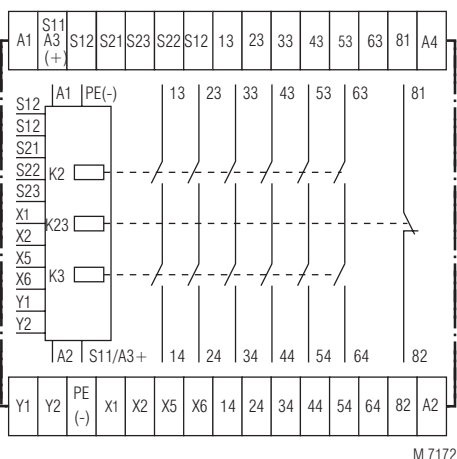 A1 S11 A3 (+) S12 S21 S23 S22 S12 13 23 33 43 53 63 81 A4
A1 PE(-) 13 23 33 43 53 63 81
S12
S12
S21
S22
K2
S23
X1
K23
X2
X5
X6
K3
Y1
Y2
A2 S11/A3+ 14 24 34 44 54 64 82
Y1 Y2 PE (-) X1 X2 X5 X6 14 24 34 44 54 64 82 A2
M 7172